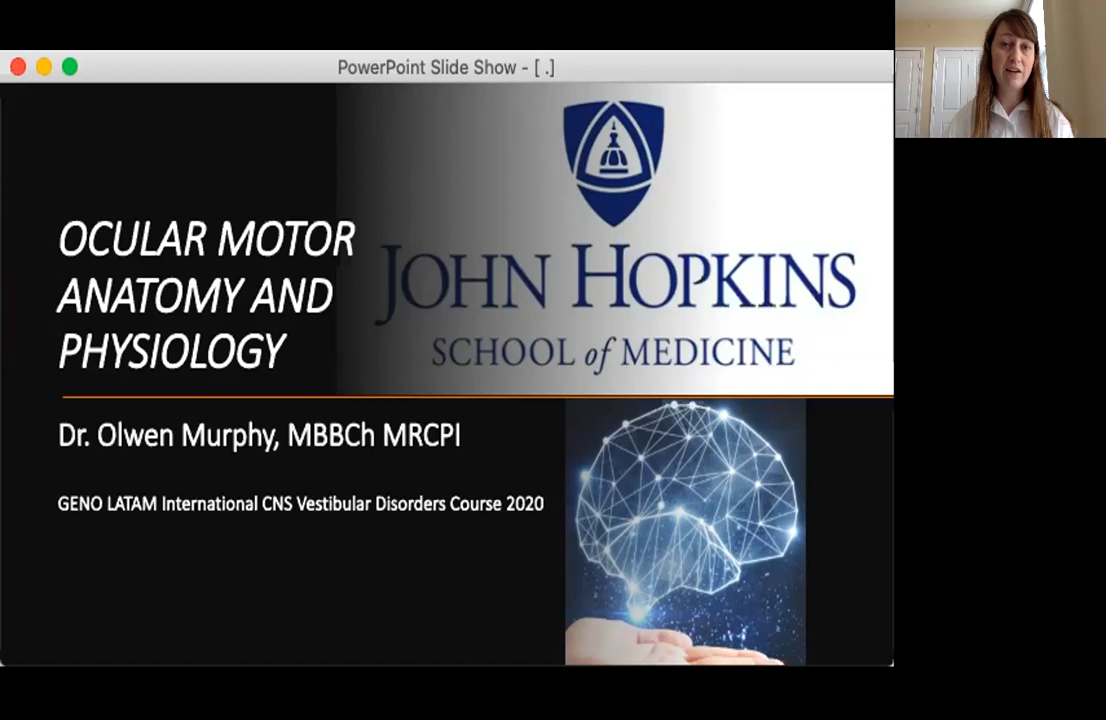 PowerPoint Slide Show - [ .]
JOHN HOPKINS
SCHOOL of MEDICINE
OCULAR MOTOR
ANATOMY AND
PHYSIOLOGY
Dr. Olwen Murphy, MBBCh MRCPI
GENO LATAM International CNS Vestibular Disorders Course 2020